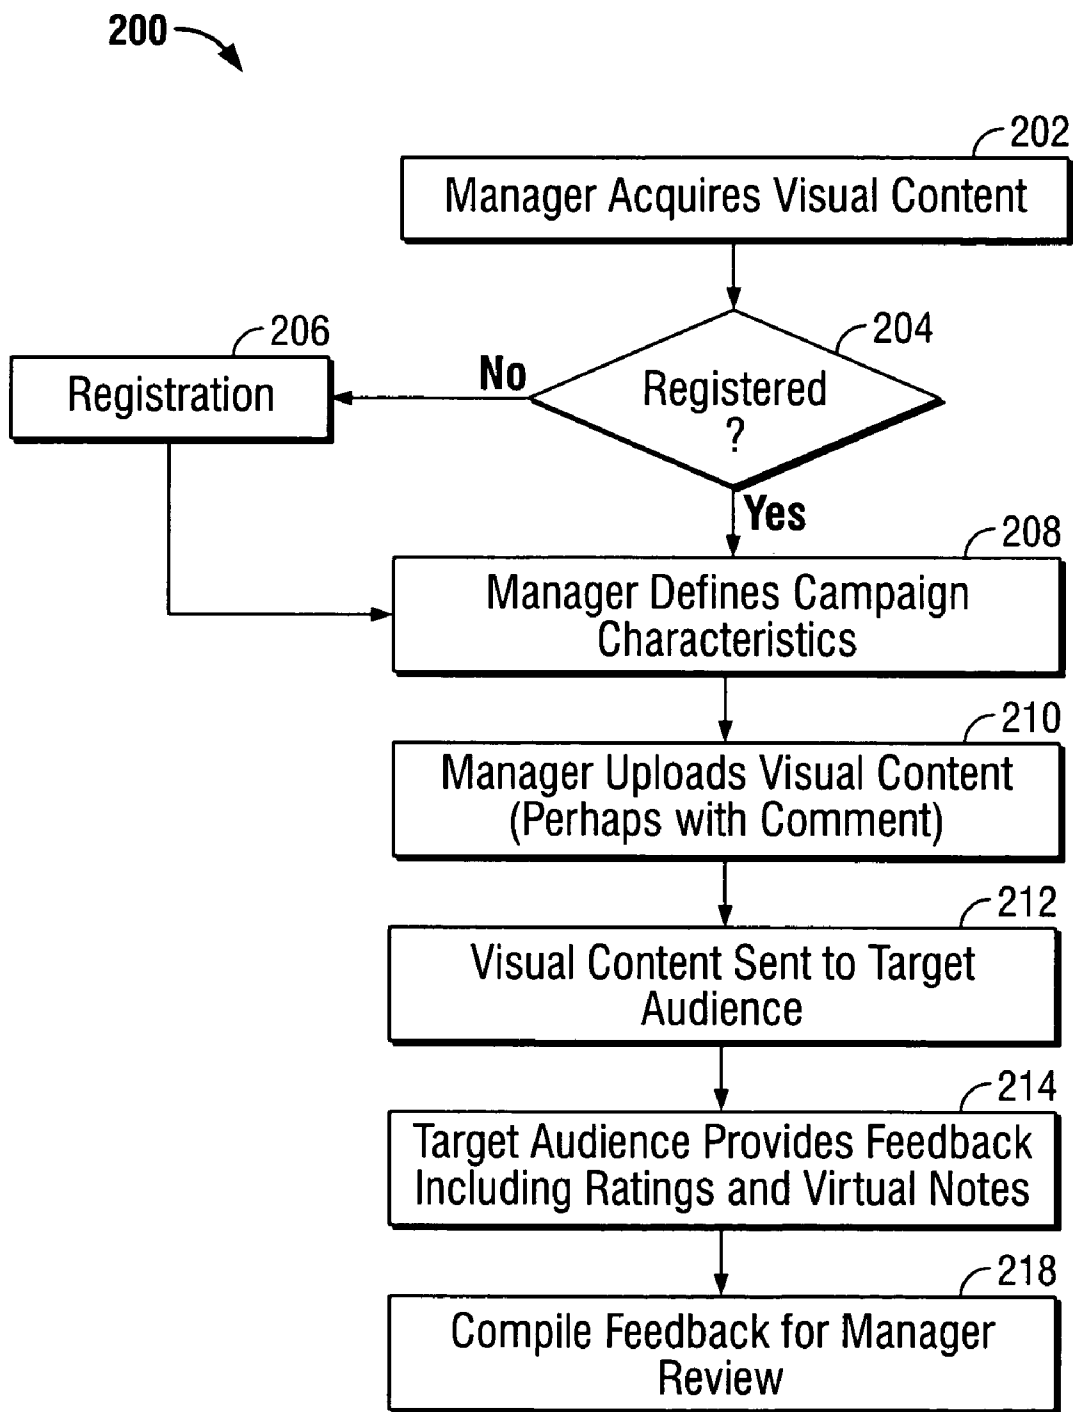 200
202
Manager Acquires Visual Content
204
Registered
?
206
Registration
No
Yes
208
Manager Defines Campaign
Characteristics
210
Manager Uploads Visual Content
(Perhaps with Comment)
212
Visual Content Sent to Target
Audience
214
Target Audience Provides Feedback
Including Ratings and Virtual Notes
218
Compile Feedback for Manager
Review